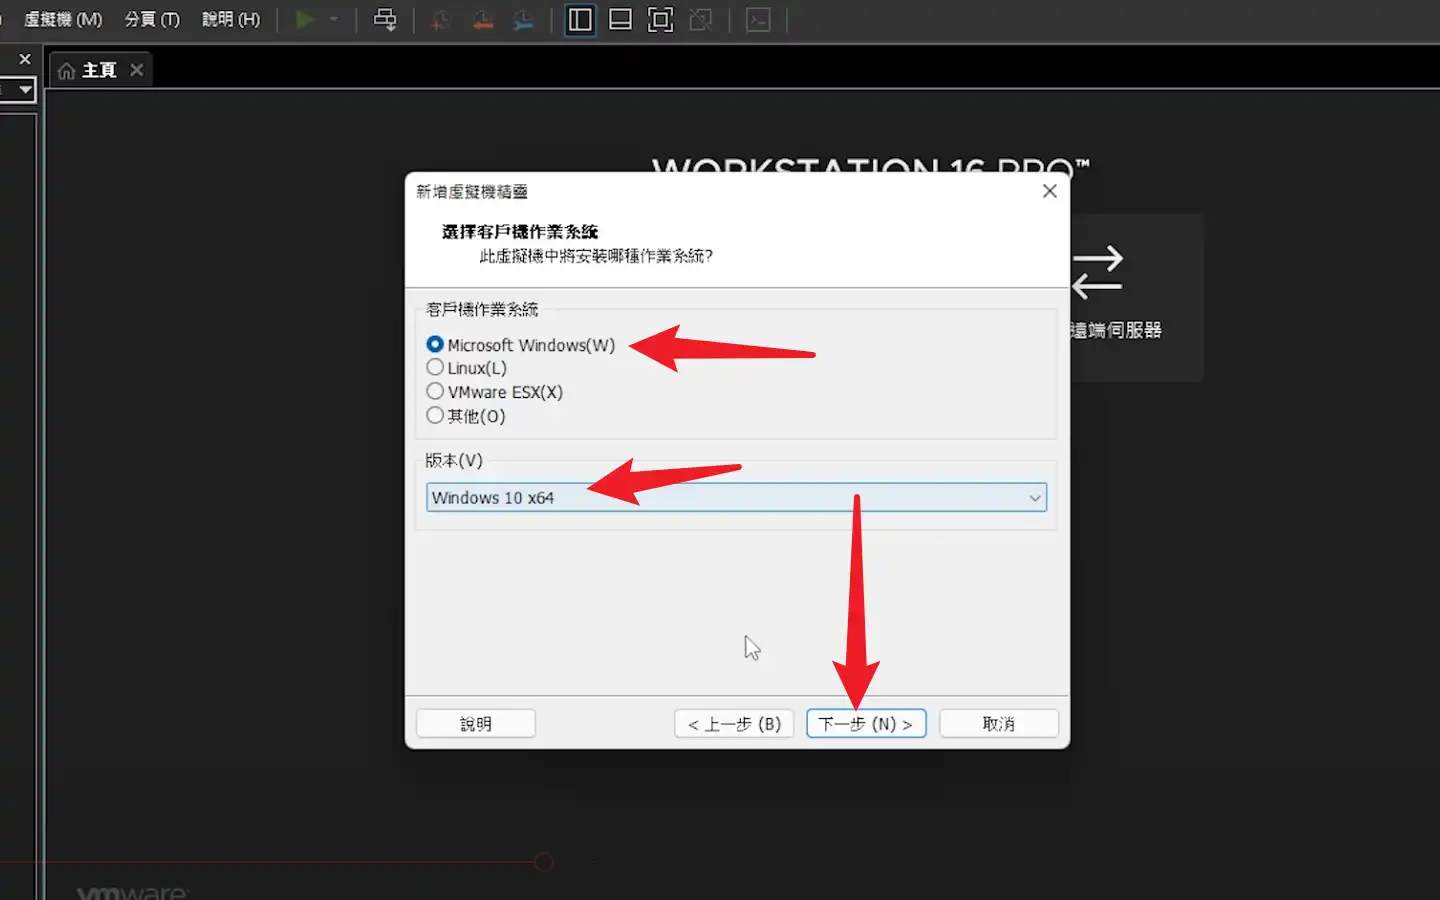 虛擬機 (M) 分頁 (T) 說明 (H)
主頁
WORKSTATION 16 PRO™
新增虛擬機精靈
選擇客戶機作業系統
此虛擬機中將安裝哪種作業系統?
客戶機作業系統
Microsoft Windows(W)
Linux(L)
VMware ESX(X)
其他(O)
遠端伺服器
版本(V)
Windows 10 x64
說明
< 上一步 (B)
下一步 (N) >
取消
vmware